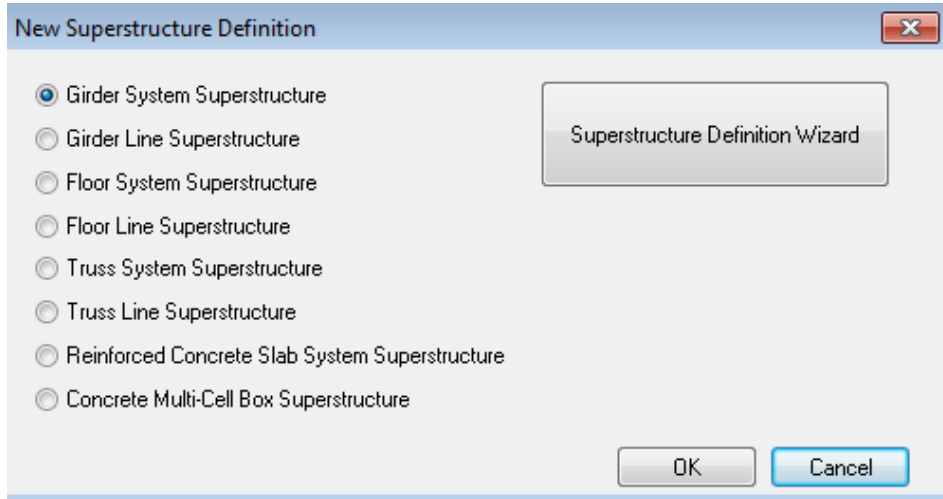 New Superstructure Definition
Girder System Superstructure
Superstructure Definition Wizard
Girder Line Superstructure
Floor System Superstructure
Floor Line Superstructure
Truss System Superstructure
Truss Line Superstructure
Reinforced Concrete Slab System Superstructure
Concrete Multi-Cell Box Superstructure
OK
Cancel